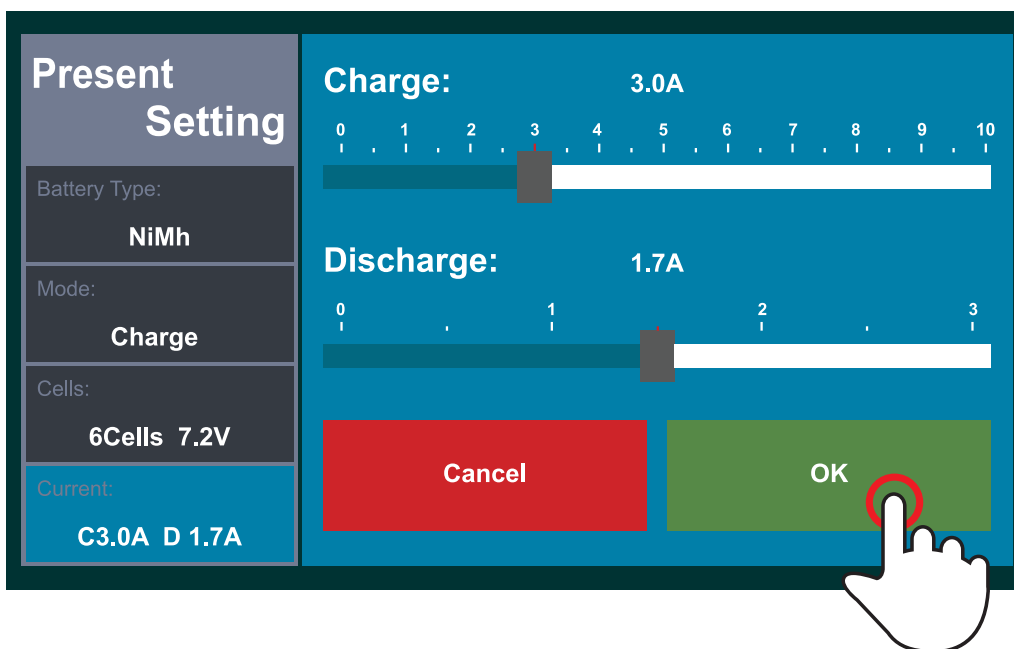 Present
Setting
Battery Type:
NiMh
Mode:
Charge
Cells:
6Cells 7.2V
Current:
C3.0A D 1.7A
Charge: 3.0A
0 1 2 3 4 5 6 7 8 9 10
Discharge: 1.7A
0 1 2 3
Cancel OK